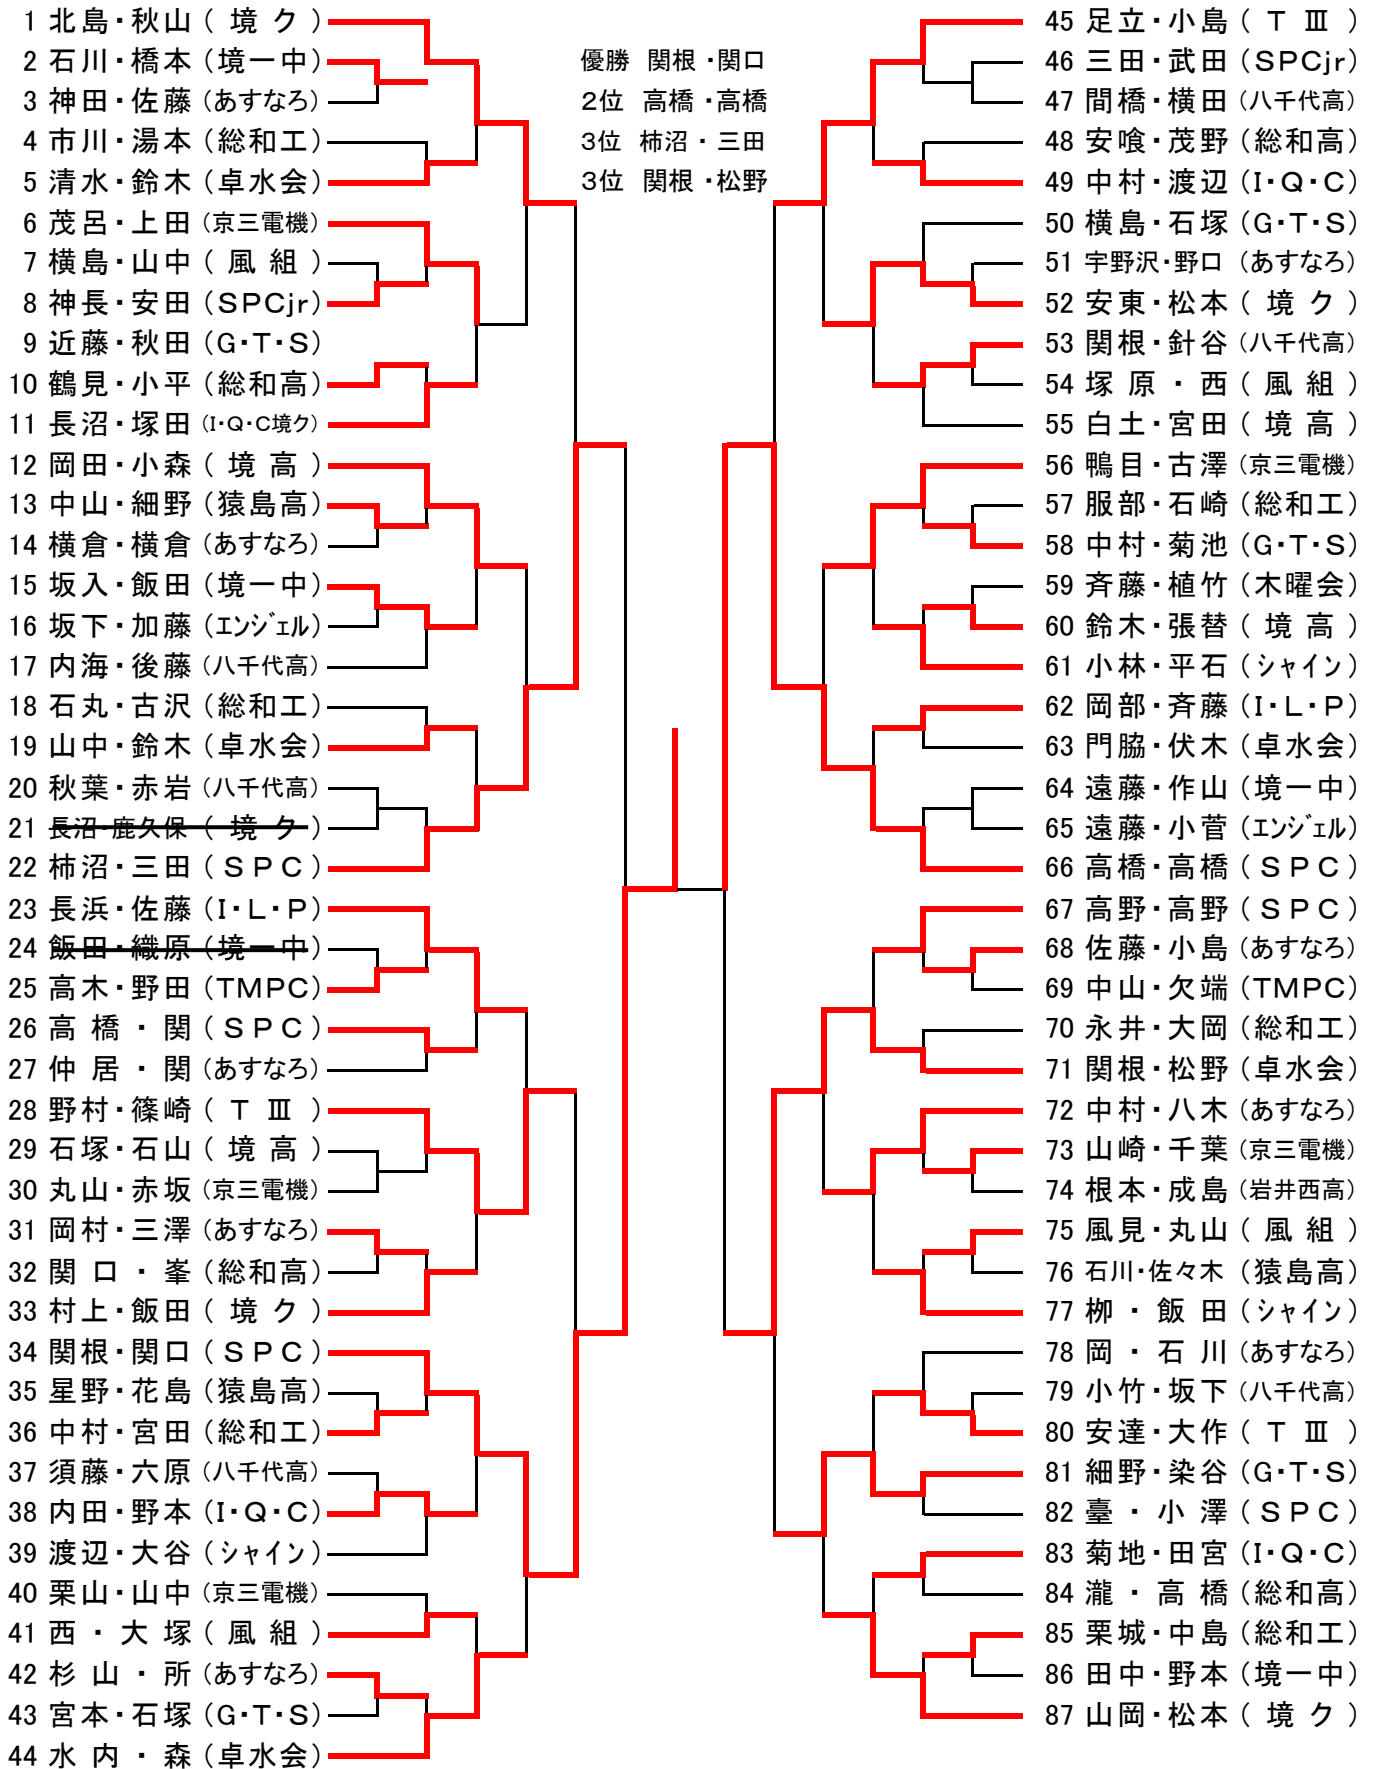 1 北島・秋山 ( 境 ク )
2 石川・橋本 (境一中)
3 神田・佐藤 (あすなろ)
4 市川・湯本 (総和工)
5 清水・鈴木 (卓水会)
6 茂呂・上田 (京三電機)
7 横島・山中 ( 風 組 )
8 神長・安田 (SPCjr)
9 近藤・秋田 (G・T・S)
10 鶴見・小平 (総和高)
11 長沼・塚田 (I・Q・C境ク)
12 岡田・小森 ( 境 高 )
13 中山・細野 (猿島高)
14 横倉・横倉 (あすなろ)
15 坂入・飯田 (境一中)
16 坂下・加藤 (エンジェル)
17 内海・後藤 (八千代高)
18 石丸・古沢 (総和工)
19 山中・鈴木 (卓水会)
20 秋葉・赤岩 (八千代高)
21 長沼・鹿久保 ( 境 ク )
22 柿沼・三田 ( S P C )
23 長浜・佐藤 (I・L・P)
24 飯田・織原 (境一中)
25 高木・野田 (TMPC)
26 高 橋 ・ 関 ( S P C )
27 仲 居 ・ 関 (あすなろ)
28 野村・篠崎 ( T Ⅲ )
29 石塚・石山 ( 境 高 )
30 丸山・赤坂 (京三電機)
31 岡村・三澤 (あすなろ)
32 関 口 ・ 峯 (総和高)
33 村上・飯田 ( 境 ク )
34 関根・関口 ( S P C )
35 星野・花島 (猿島高)
36 中村・宮田 (総和工)
37 須藤・六原 (八千代高)
38 内田・野本 (I・Q・C)
39 渡辺・大谷 (シャイン)
40 栗山・山中 (京三電機)
41 西 ・ 大 塚 ( 風 組 )
42 杉 山 ・ 所 (あすなろ)
43 宮本・石塚 (G・T・S)
44 水 内 ・ 森 (卓水会)
優勝 関根 ・関口
2位 高橋 ・高橋
3位 柿沼 ・ 三田
3位 関根 ・松野
45 足立・小島 ( T Ⅲ )
46 三田・武田 (SPCjr)
47 間橋・横田 (八千代高)
48 安喰・茂野 (総和高)
49 中村・渡辺 (I・Q・C)
50 横島・石塚 (G・T・S)
51 宇野沢・野口 (あすなろ)
52 安東・松本 ( 境 ク )
53 関根・針谷 (八千代高)
54 塚 原 ・ 西 ( 風 組 )
55 白土・宮田 ( 境 高 )
56 鴨目・古澤 (京三電機)
57 服部・石崎 (総和工)
58 中村・菊池 (G・T・S)
59 斉藤・植竹 (木曜会)
60 鈴木・張替 ( 境 高 )
61 小林・平石 (シャイン)
62 岡部・斉藤 (I・L・P)
63 門脇・伏木 (卓水会)
64 遠藤・作山 (境一中)
65 遠藤・小菅 (エンジェル)
66 高橋・高橋 ( S P C )
67 高野・高野 ( S P C )
68 佐藤・小島 (あすなろ)
69 中山・欠端 (TMPC)
70 永井・大岡 (総和工)
71 関根・松野 (卓水会)
72 中村・八木 (あすなろ)
73 山崎・千葉 (京三電機)
74 根本・成島 (岩井西高)
75 風見・丸山 ( 風 組 )
76 石川・佐々木 (猿島高)
77 栁 ・ 飯 田 (シャイン)
78 岡 ・ 石 川 (あすなろ)
79 小竹・坂下 (八千代高)
80 安達・大作 ( T Ⅲ )
81 細野・染谷 (G・T・S)
82 臺 ・ 小 澤 ( S P C )
83 菊地・田宮 (I・Q・C)
84 瀧 ・ 高 橋 (総和高)
85 栗城・中島 (総和工)
86 田中・野本 (境一中)
87 山岡・松本 ( 境 ク )